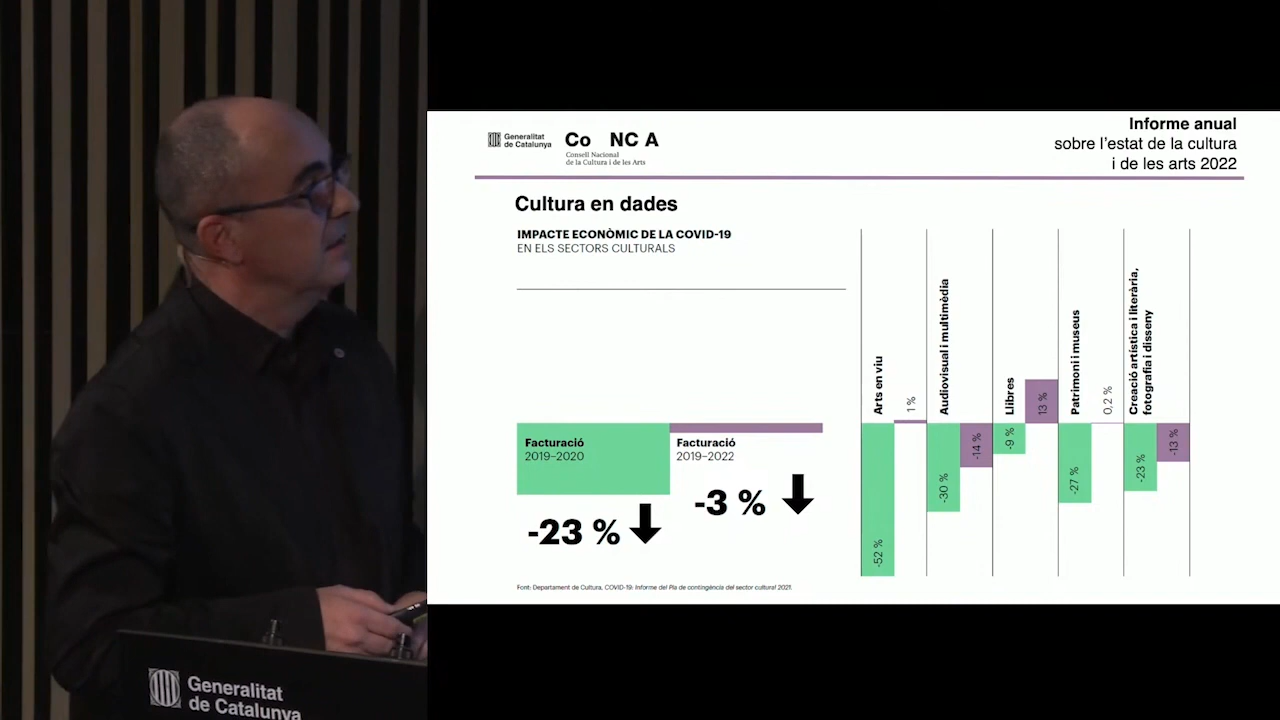 Generalitat
de Catalunya
Co NC A
Consell Nacional
de la Cultura i de les Arts
Informe anual
sobre l'estat de la cultura
i de les arts 2022
Cultura en dades
IMPACTE ECONÒMIC DE LA COVID-19
EN ELS SECTORS CULTURALS
Facturació
2019–2020
-23 %
Facturació
2019–2022
-3 %
Arts en viu
-52 %
1 %
Audiovisual i multimèdia
-30 %
-14 %
Llibres
-9 %
13 %
Patrimoni i museus
-27 %
0,2 %
Creació artística i literària,
fotografia i disseny
-23 %
-13 %
Font: Departament de Cultura, COVID-19: Informe del Pla de contingència del sector cultural 2021.
Generalitat
de Catalunya